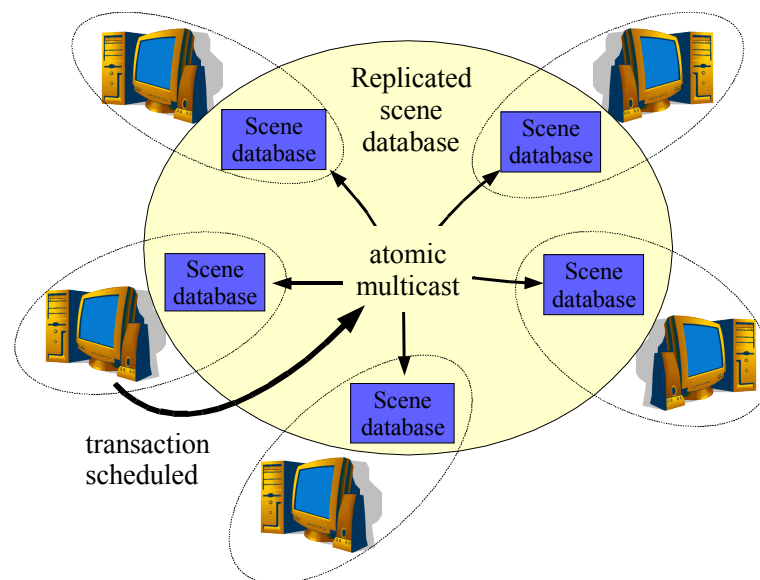 Replicated
scene
database
Scene
database
Scene
database
Scene
database
atomic
multicast
Scene
database
Scene
database
transaction
scheduled